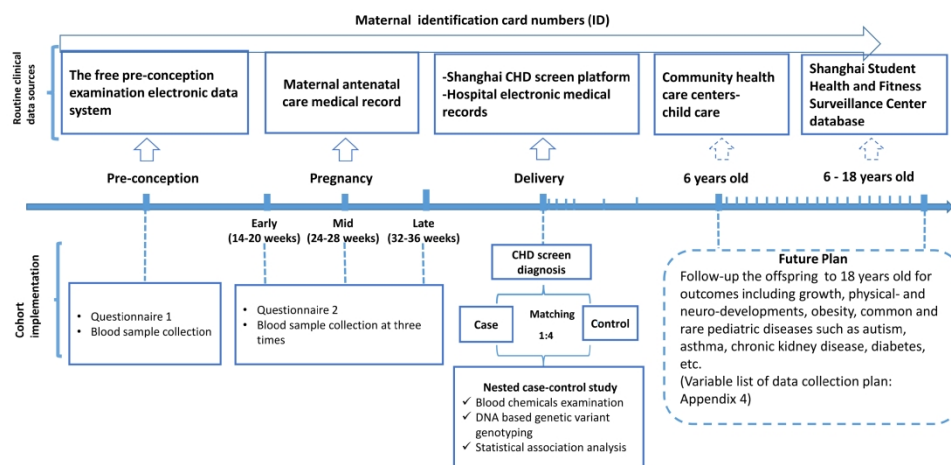 Maternal identification card numbers (ID)
Routine clinical
data sources
The free pre-conception
examination electronic data
system
Maternal antenatal
care medical record
-Shanghai CHD screen platform
-Hospital electronic medical
records
Community health
care centers-
child care
Shanghai Student
Health and Fitness
Surveillance Center
database
Pre-conception
Pregnancy
Delivery
6 years old
6 - 18 years old
Early
(14-20 weeks)
Mid
(24-28 weeks)
Late
(32-36 weeks)
Cohort
implementation
• Questionnaire 1
• Blood sample collection
• Questionnaire 2
• Blood sample collection at three
times
CHD screen
diagnosis
Case
Matching
1:4
Control
Nested case-control study
✓ Blood chemicals examination
✓ DNA based genetic variant
genotyping
✓ Statistical association analysis
Future Plan
Follow-up the offspring to 18 years old for
outcomes including growth, physical- and
neuro-developments, obesity, common and
rare pediatric diseases such as autism,
asthma, chronic kidney disease, diabetes,
etc.
(Variable list of data collection plan:
Appendix 4)